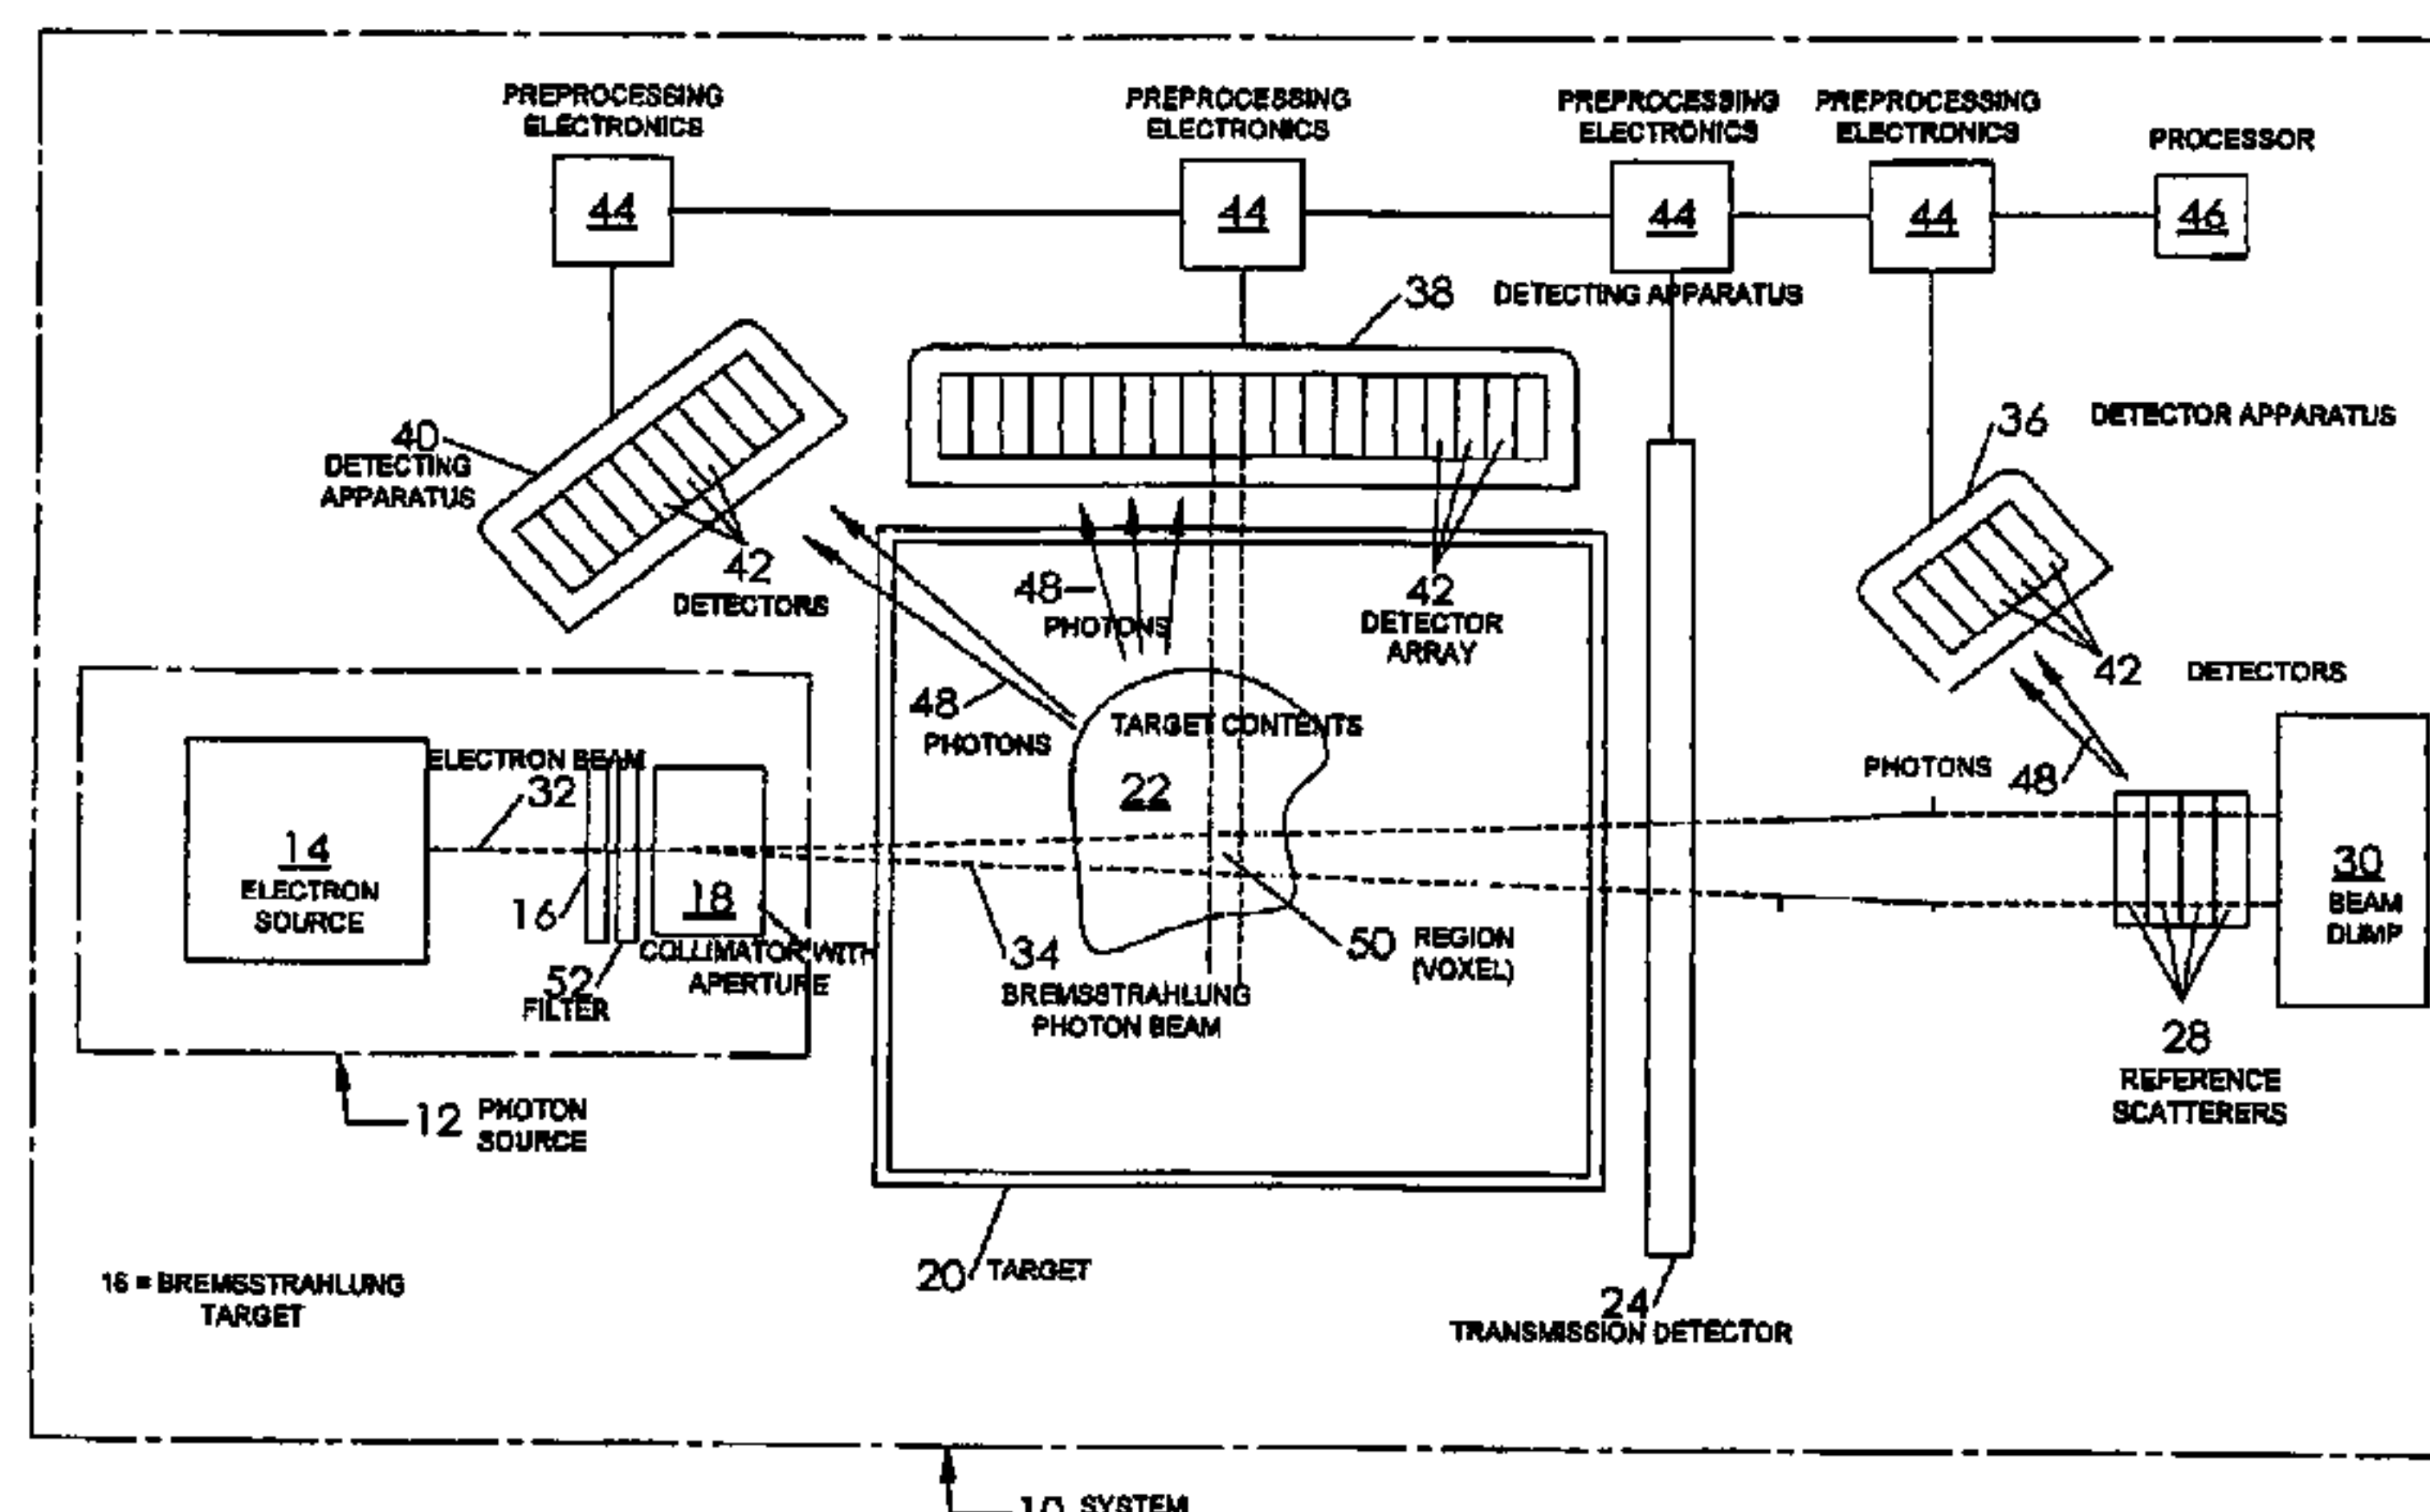 PREPROCESSING
ELECTRONICS
44
PREPROCESSING
ELECTRONICS
44
PREPROCESSING
ELECTRONICS
44
PREPROCESSING
ELECTRONICS
44
PROCESSOR
46
38
DETECTING APPARATUS
40
DETECTING
APPARATUS
36
DETECTOR APPARATUS
42
DETECTORS
48
PHOTONS
42
DETECTOR
ARRAY
42
DETECTORS
48
PHOTONS
TARGET CONTENTS
22
PHOTONS
48
ELECTRON BEAM
32
14
ELECTRON
SOURCE
16
18
52
FILTER
COLLIMATOR WITH
APERTURE
34
BREMSSTRAHLUNG
PHOTON BEAM
50
REGION
(VOXEL)
30
BEAM
DUMP
28
REFERENCE
SCATTERERS
12
PHOTON
SOURCE
20
TARGET
24
TRANSMISSION DETECTOR
16 = BREMSSTRAHLUNG
TARGET
10
SYSTEM